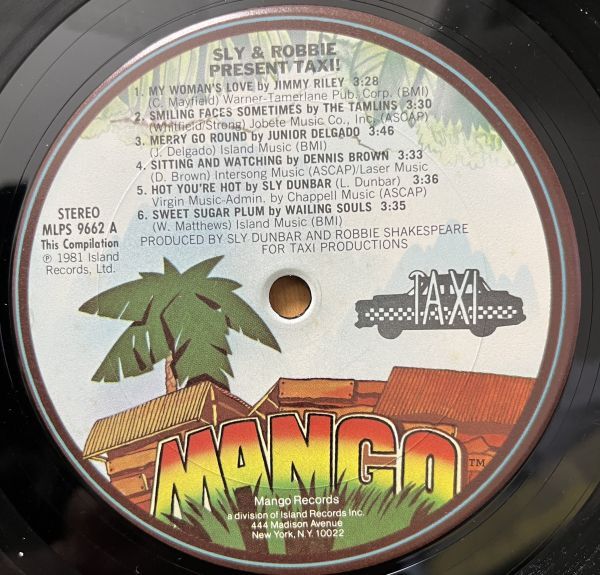 SLY & ROBBIE
PRESENT TAXI!
1. MY WOMAN'S LOVE by JIMMY RILEY 3:28
(C. Mayfield) Warner-Tamerlane Pub. Corp. (BMI)
2. SMILING FACES SOMETIMES by THE TAMLINS 3:30
(Whitfield/Strong) Jobete Music Co., Inc. (ASCAP)
3. MERRY GO ROUND by JUNIOR DELGADO 3:46
(J. Delgado) Island Music (BMI)
4. SITTING AND WATCHING by DENNIS BROWN 3:33
(D. Brown) Intersong Music (ASCAP)/Laser Music
5. HOT YOU'RE HOT by SLY DUNBAR (L. Dunbar) 3:36
Virgin Music-Admin. by Chappell Music (ASCAP)
6. SWEET SUGAR PLUM by WAILING SOULS 3:35
(W. Matthews) Island Music (BMI)
PRODUCED BY SLY DUNBAR AND ROBBIE SHAKESPEARE
FOR TAXI PRODUCTIONS
STEREO
MLPS 9662 A
This Compilation
℗ 1981 Island
Records, Ltd.
TAXI
MANGO TM
Mango Records
a division of Island Records Inc.
444 Madison Avenue
New York, N.Y. 10022